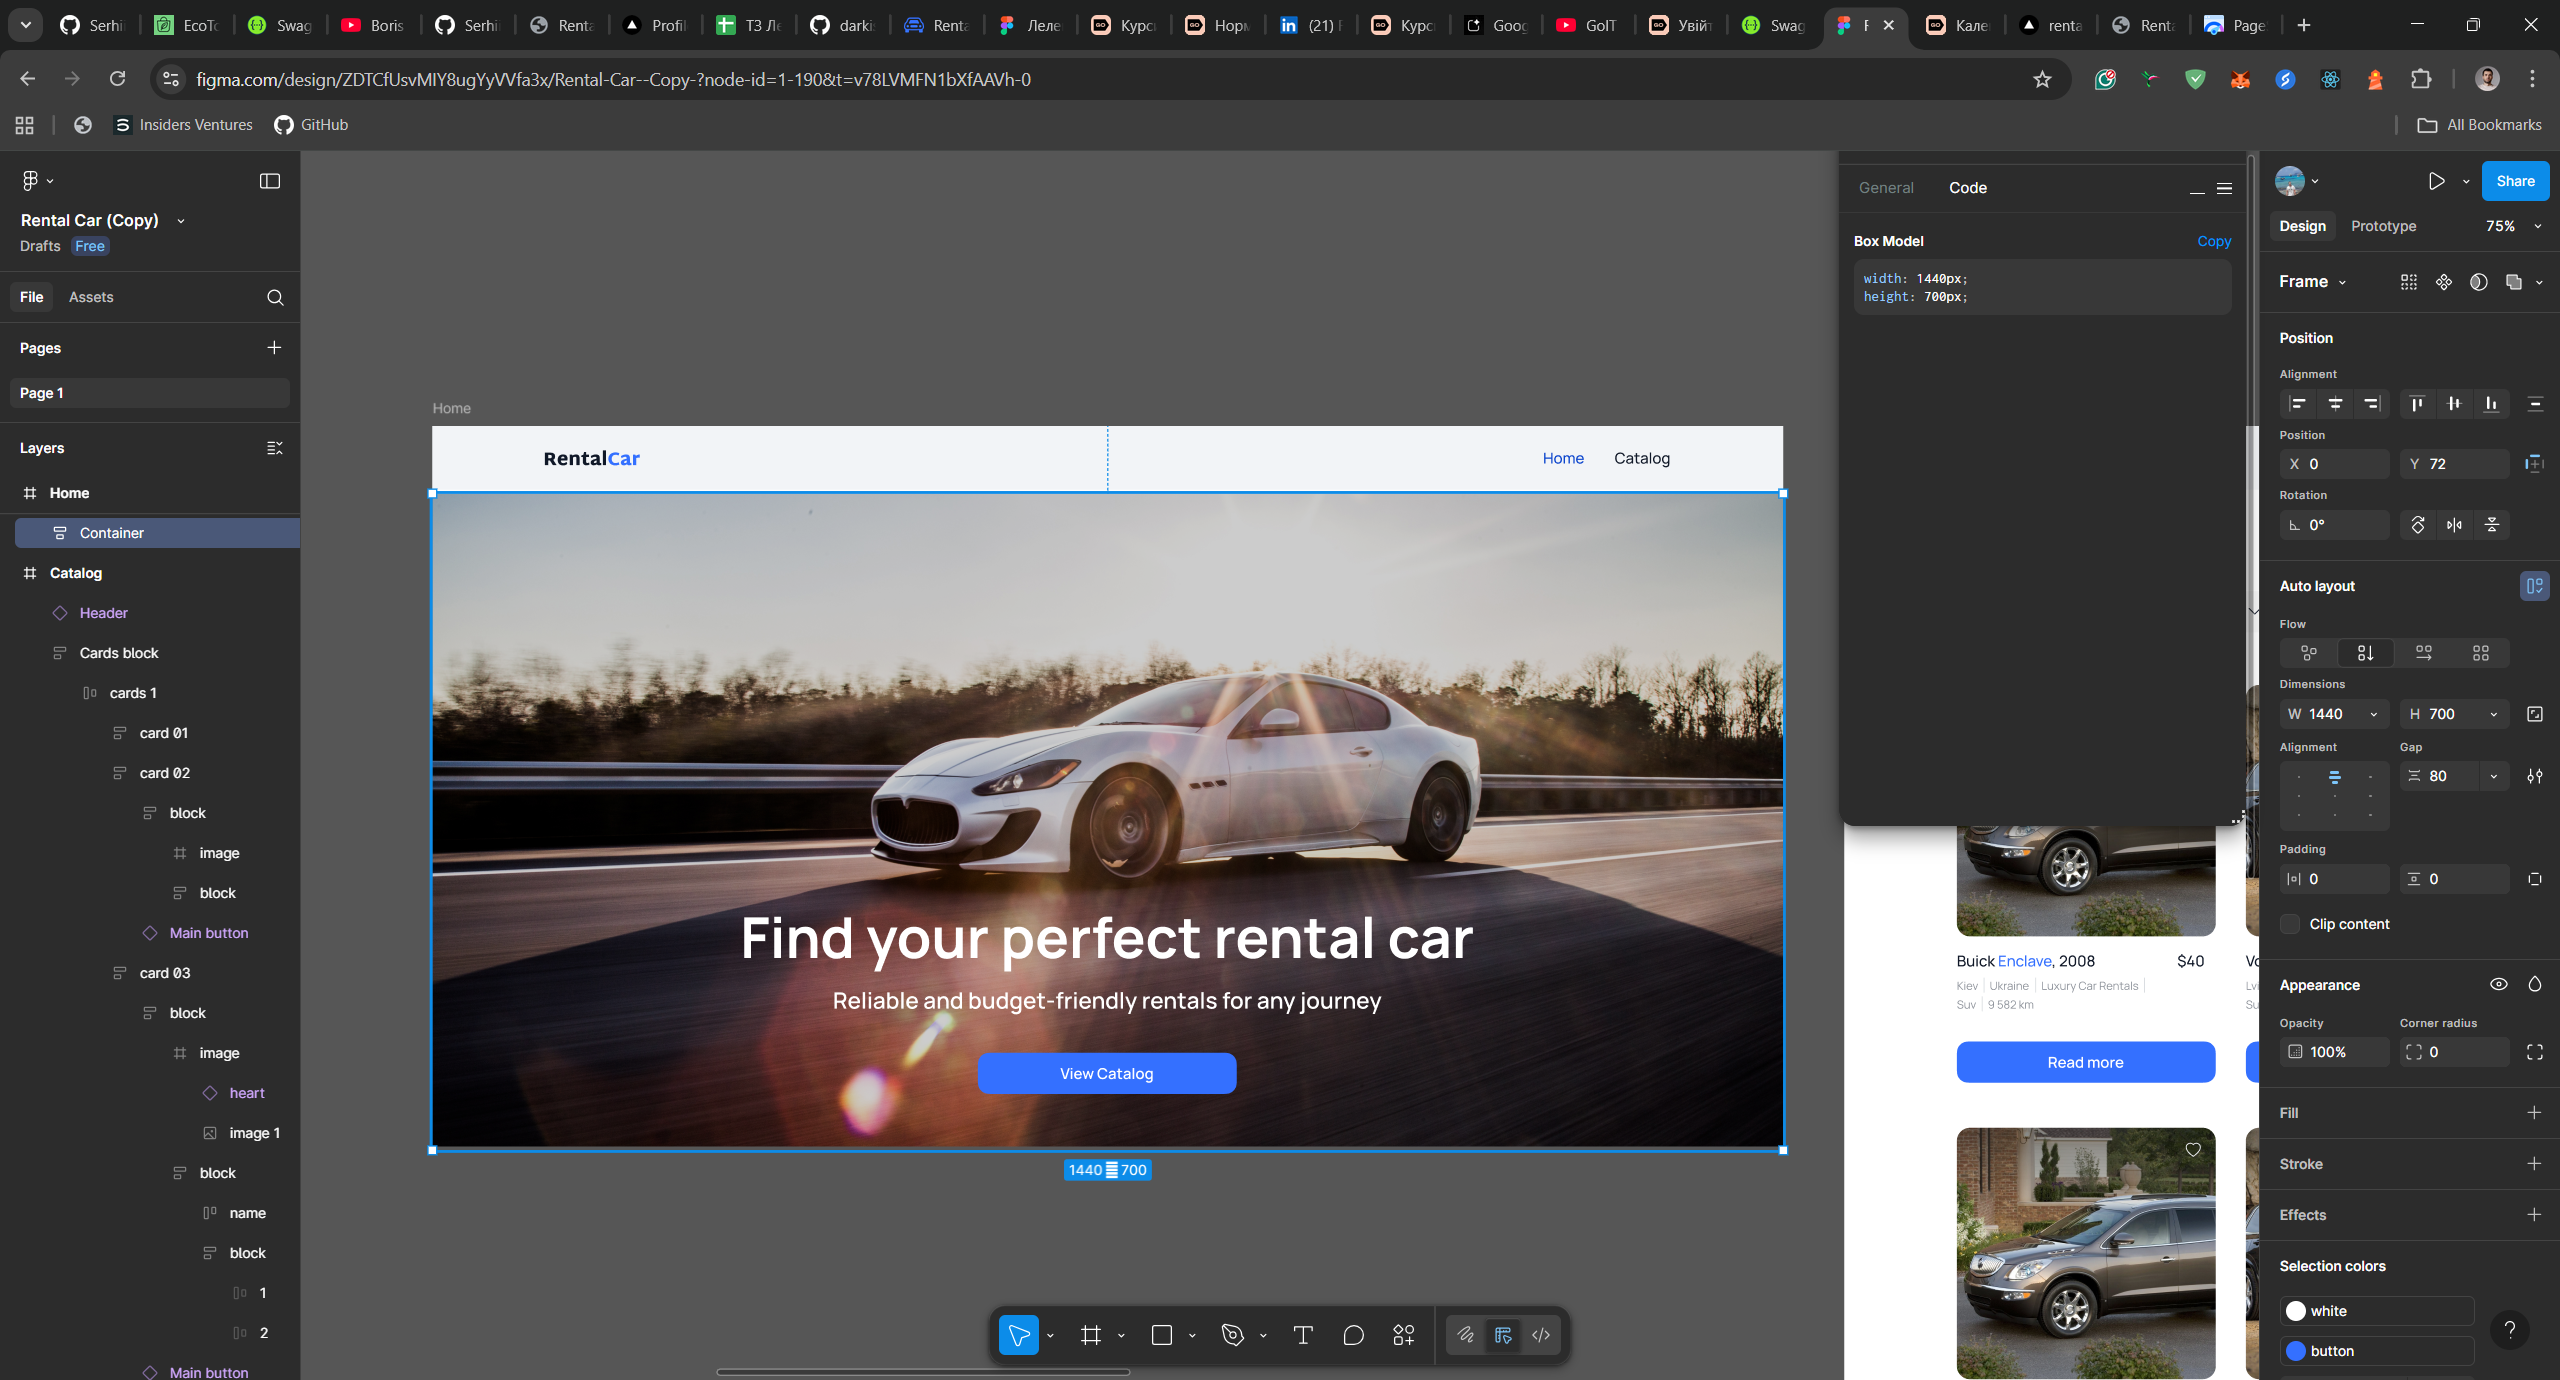 Serhii
EcoTo
Swag
Boris
Serhii
Renta
Profil
ТЗ Ле
darkis
Renta
Леле
Курс
Норм
(21) F
Курс
Goog
GoIT
Увій
Swag
F
Кале
renta
Renta
Page
figma.com/design/ZDTCfUsvMIY8ugYyVVfa3x/Rental-Car--Copy-?node-id=1-190&t=v78LVMFN1bXfAAVh-0
Insiders Ventures
GitHub
All Bookmarks
Rental Car (Copy)
Drafts
Free
File
Assets
Pages
Page 1
Layers
Home
Container
Catalog
Header
Cards block
cards 1
card 01
card 02
block
image
block
Main button
card 03
block
image
heart
image 1
block
name
block
1
2
Main button
Home
RentalCar
Home
Catalog
Find your perfect rental car
Reliable and budget-friendly rentals for any journey
View Catalog
1440
700
General
Code
Box Model
Copy
width: 1440px;
height: 700px;
Buick Enclave, 2008
$40
Kiev
Ukraine
Luxury Car Rentals
Suv
9 582 km
Read more
Share
Design
Prototype
75%
Frame
Position
Alignment
Position
X 0
Y 72
Rotation
0°
Auto layout
Flow
Dimensions
W 1440
H 700
Alignment
Gap
80
Padding
0
0
Clip content
Appearance
Opacity
Corner radius
100%
0
Fill
Stroke
Effects
Selection colors
white
button
?